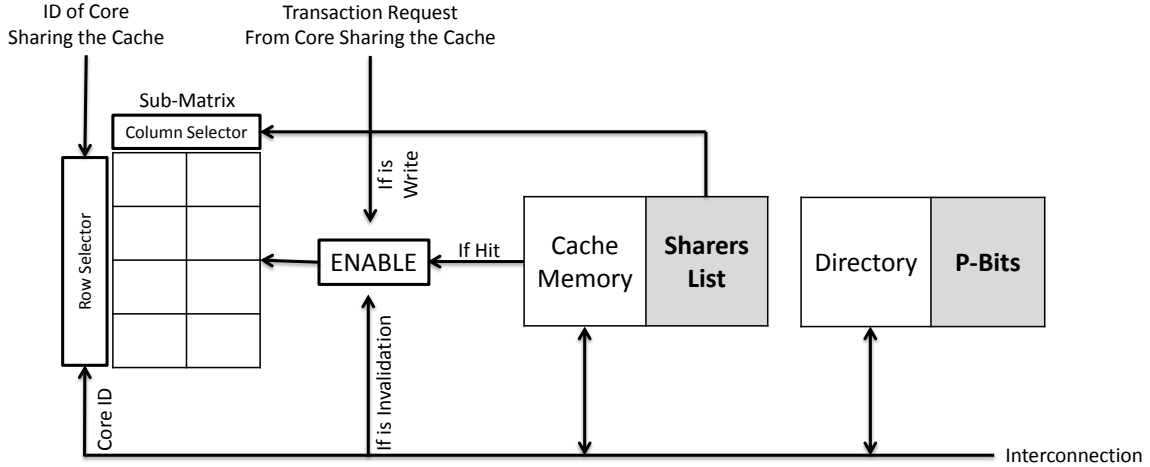 ID of Core
Sharing the Cache
Transaction Request
From Core Sharing the Cache
Sub-Matrix
Column Selector
Row Selector
If is
Write
ENABLE
If Hit
Cache
Memory
Sharers
List
Directory
P-Bits
Core ID
If is Invalidation
Interconnection